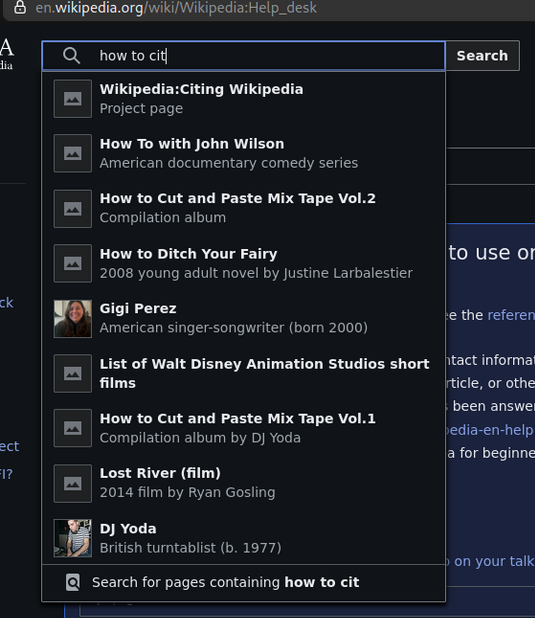 en.wikipedia.org/wiki/Wikipedia:Help_desk
A
how to cit
Search
Wikipedia:Citing Wikipedia
Project page
How To with John Wilson
American documentary comedy series
How to Cut and Paste Mix Tape Vol.2
Compilation album
How to Ditch Your Fairy
2008 young adult novel by Justine Larbalestier
Gigi Perez
American singer-songwriter (born 2000)
List of Walt Disney Animation Studios short
films
How to Cut and Paste Mix Tape Vol.1
Compilation album by DJ Yoda
Lost River (film)
2014 film by Ryan Gosling
DJ Yoda
British turntablist (b. 1977)
Search for pages containing how to cit
ck
ect
FI?
to use or
ee the referen
ntact informat
rticle, or othe
s been answer
pedia-en-help
a for beginne
o on your talk